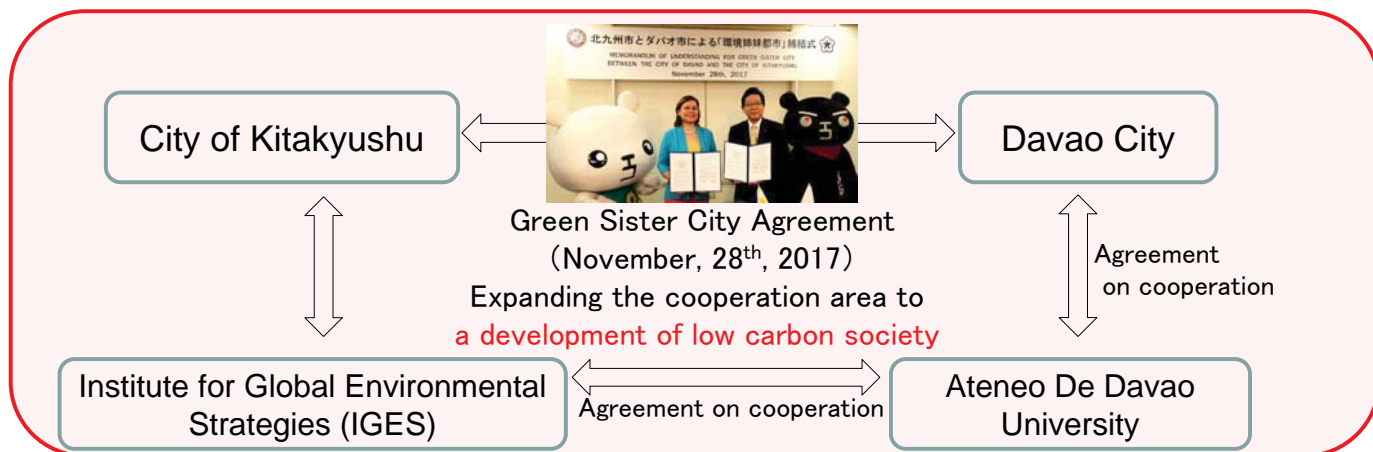 北九州市とダバオ市による「環境姉妹都市」締結式
MEMORANDUM OF UNDERSTANDING FOR GREEN SISTER CITY
BETWEEN THE CITY OF DAVAO AND THE CITY OF KITAKYUSHU
November 28th, 2017
City of Kitakyushu
Davao City
Green Sister City Agreement
(November, 28th, 2017)
Expanding the cooperation area to
a development of low carbon society
Agreement
on cooperation
Institute for Global Environmental
Strategies (IGES)
Agreement on cooperation
Ateneo De Davao
University